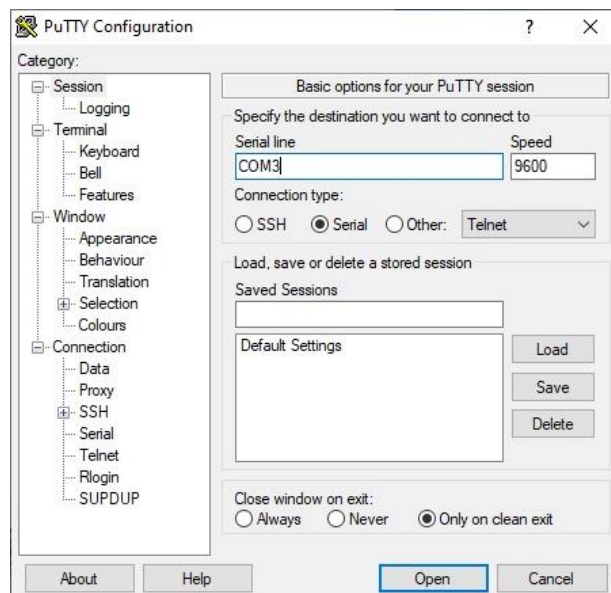 PuTTY Configuration
?
Category:
Session
Logging
Terminal
Keyboard
Bell
Features
Window
Appearance
Behaviour
Translation
Selection
Colours
Connection
Data
Proxy
SSH
Serial
Telnet
Rlogin
SUPDUP
Basic options for your PuTTY session
Specify the destination you want to connect to
Serial line Speed
COM3 9600
Connection type:
SSH Serial Other: Telnet
Load, save or delete a stored session
Saved Sessions
Default Settings
Load
Save
Delete
Close window on exit:
Always Never Only on clean exit
About Help Open Cancel